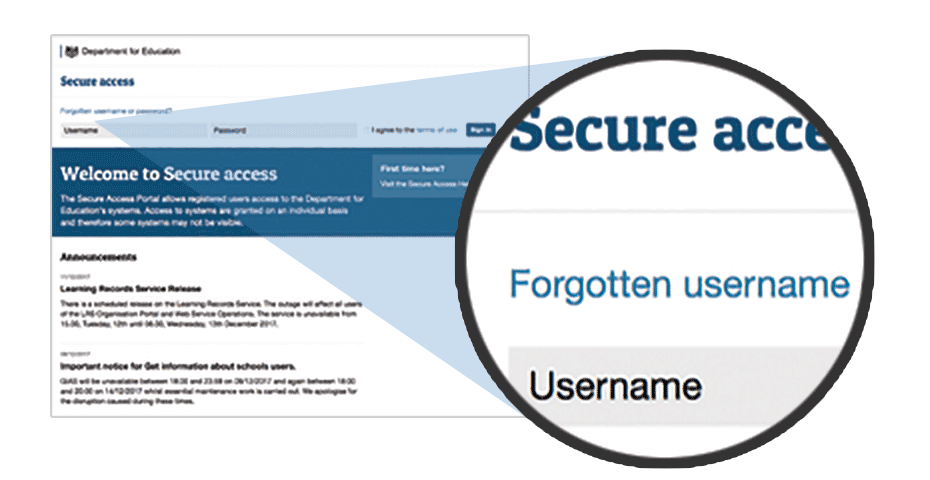 Department for Education
Secure access
Forgotten username or password?
Username
Password
I agree to the terms of use
Sign in
Welcome to Secure access
The Secure Access Portal allows registered users access to the Department for
Education's systems. Access to systems are granted on an individual basis
and therefore some systems may not be visible.
First time here?
Visit the Secure Access He
Announcements
11/12/2017
Learning Records Service Release
There is a scheduled release on the Learning Records Service. The outage will affect all users
of the LRS Organisation Portal and Web Service Operations. The service is unavailable from
15.00, Tuesday, 12th until 08.00, Wednesday, 13th December 2017.
Important notice for Get information about schools users.
GIAS will be unavailable between 18:00 and 23:59 on 09/12/2017 and again between 18:00
and 20:00 on 14/12/2017 whilst essential maintenance work is carried out. We apologise for
the disruption caused during these times.
Secure acce
Forgotten username
Username